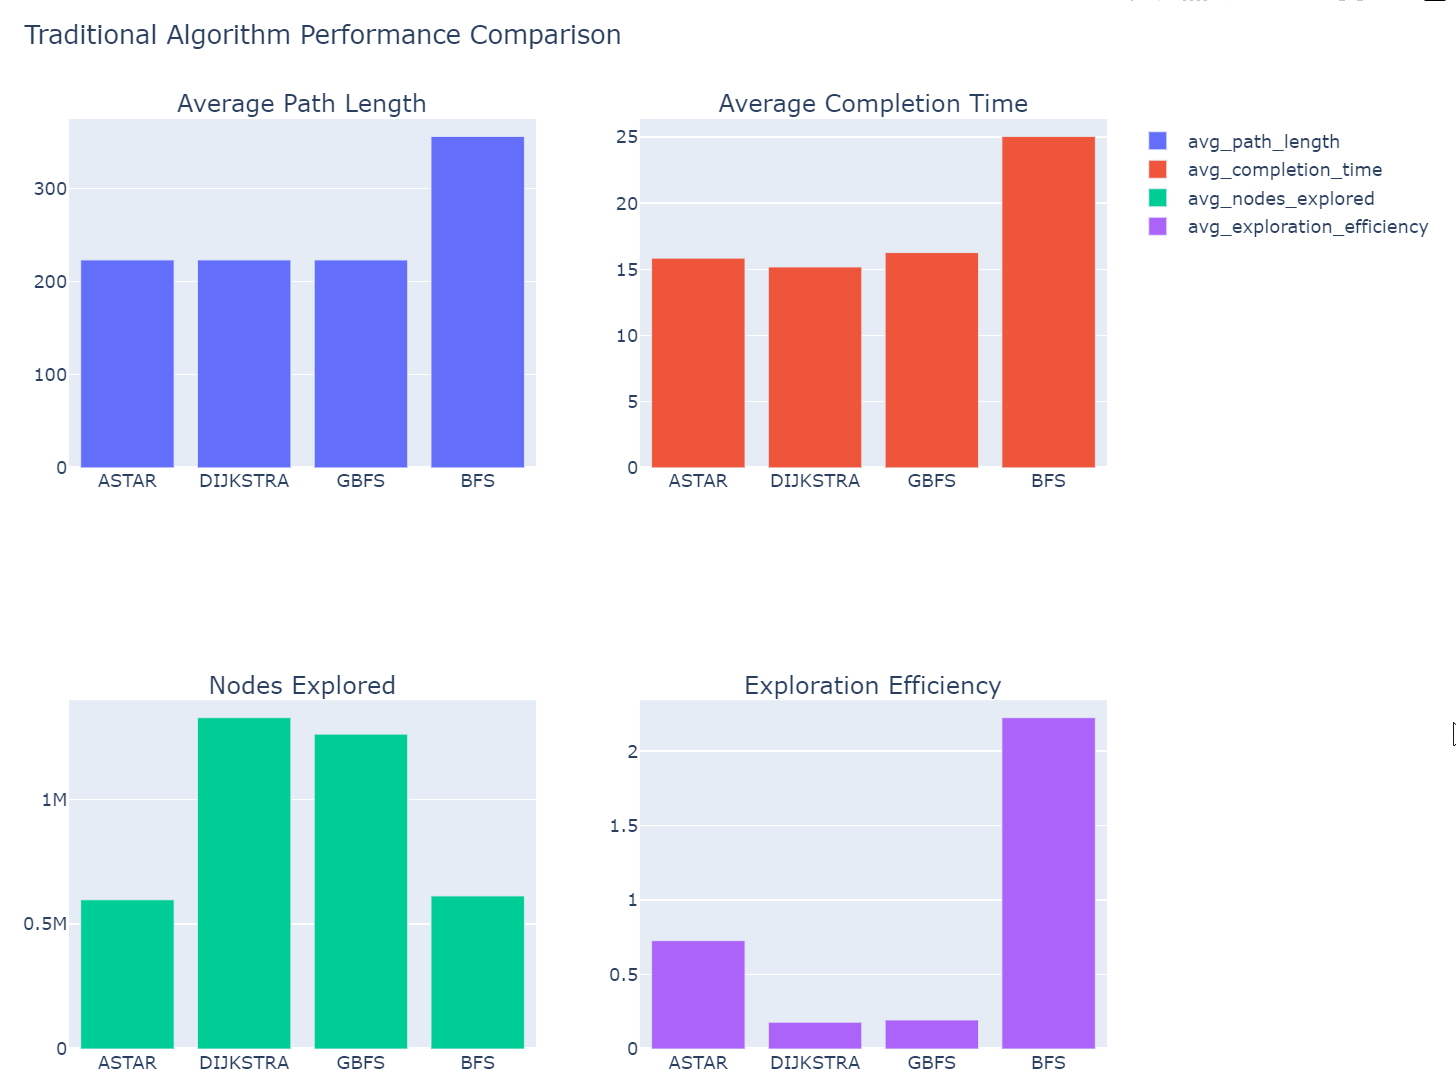 Traditional Algorithm Performance Comparison
Average Path Length
300
200
100
0
ASTAR DIJKSTRA GBFS BFS
Average Completion Time
25
20
15
10
5
0
ASTAR DIJKSTRA GBFS BFS
avg_path_length
avg_completion_time
avg_nodes_explored
avg_exploration_efficiency
Nodes Explored
1M
0.5M
0
ASTAR DIJKSTRA GBFS BFS
Exploration Efficiency
2
1.5
1
0.5
0
ASTAR DIJKSTRA GBFS BFS